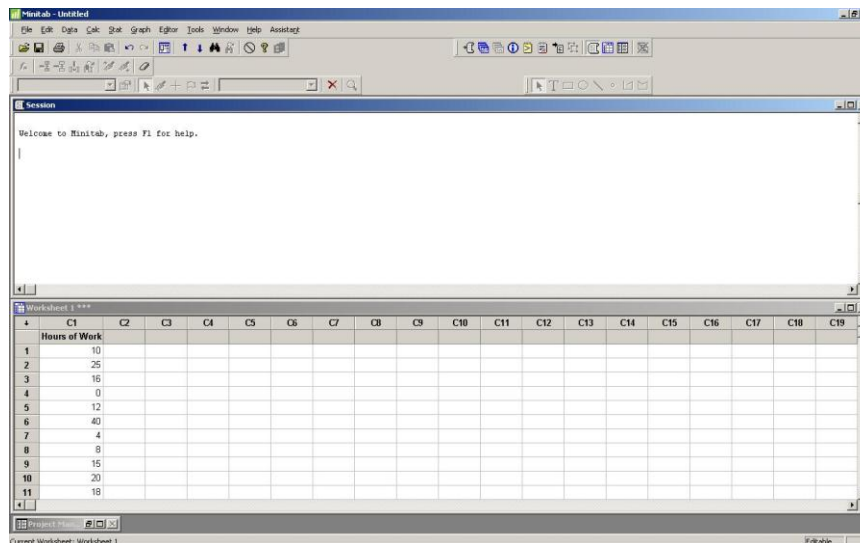 Minitab - Untitled
File Edit Data Calc Stat Graph Editor Tools Window Help Assistant
Session
Welcome to Minitab, press F1 for help.
Worksheet 1 ***
C1 C2 C3 C4 C5 C6 C7 C8 C9 C10 C11 C12 C13 C14 C15 C16 C17 C18 C19
Hours of Work
1 10
2 25
3 16
4 0
5 12
6 40
7 4
8 8
9 15
10 20
11 18
Project Man...
Current Worksheet: Worksheet 1 Editable